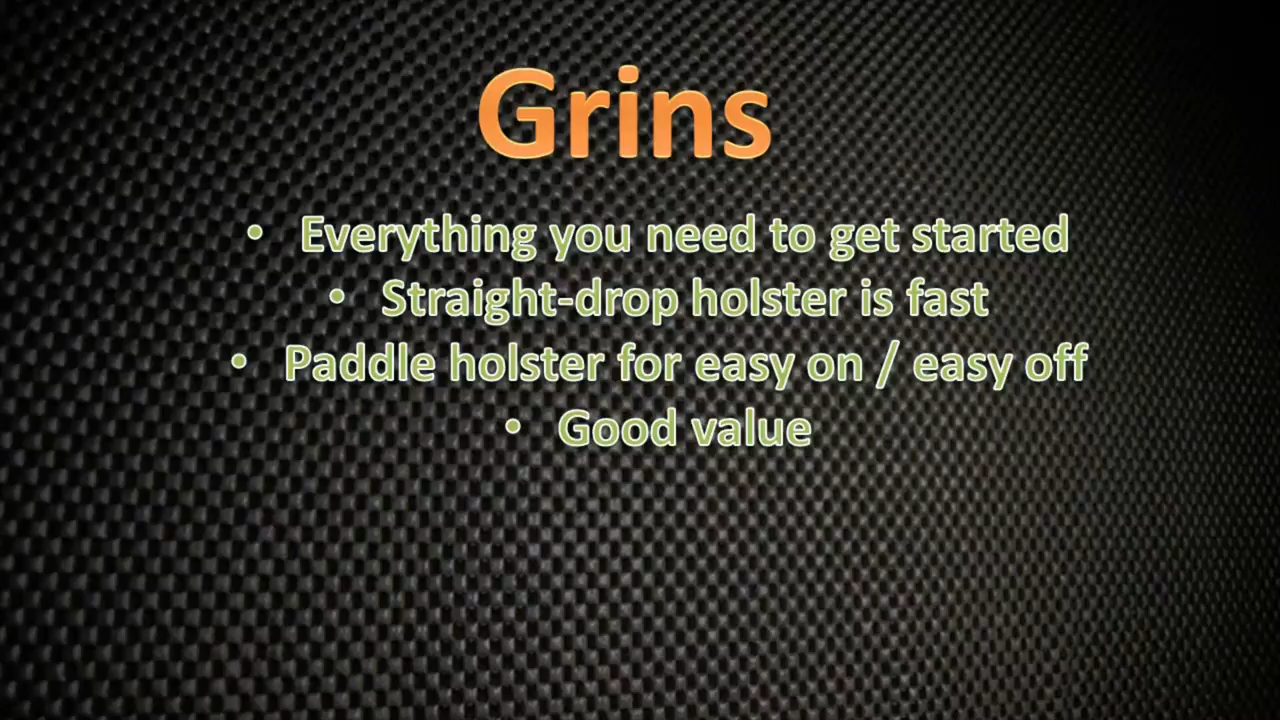 Grins
• Everything you need to get started
• Straight-drop holster is fast
• Paddle holster for easy on / easy off
• Good value